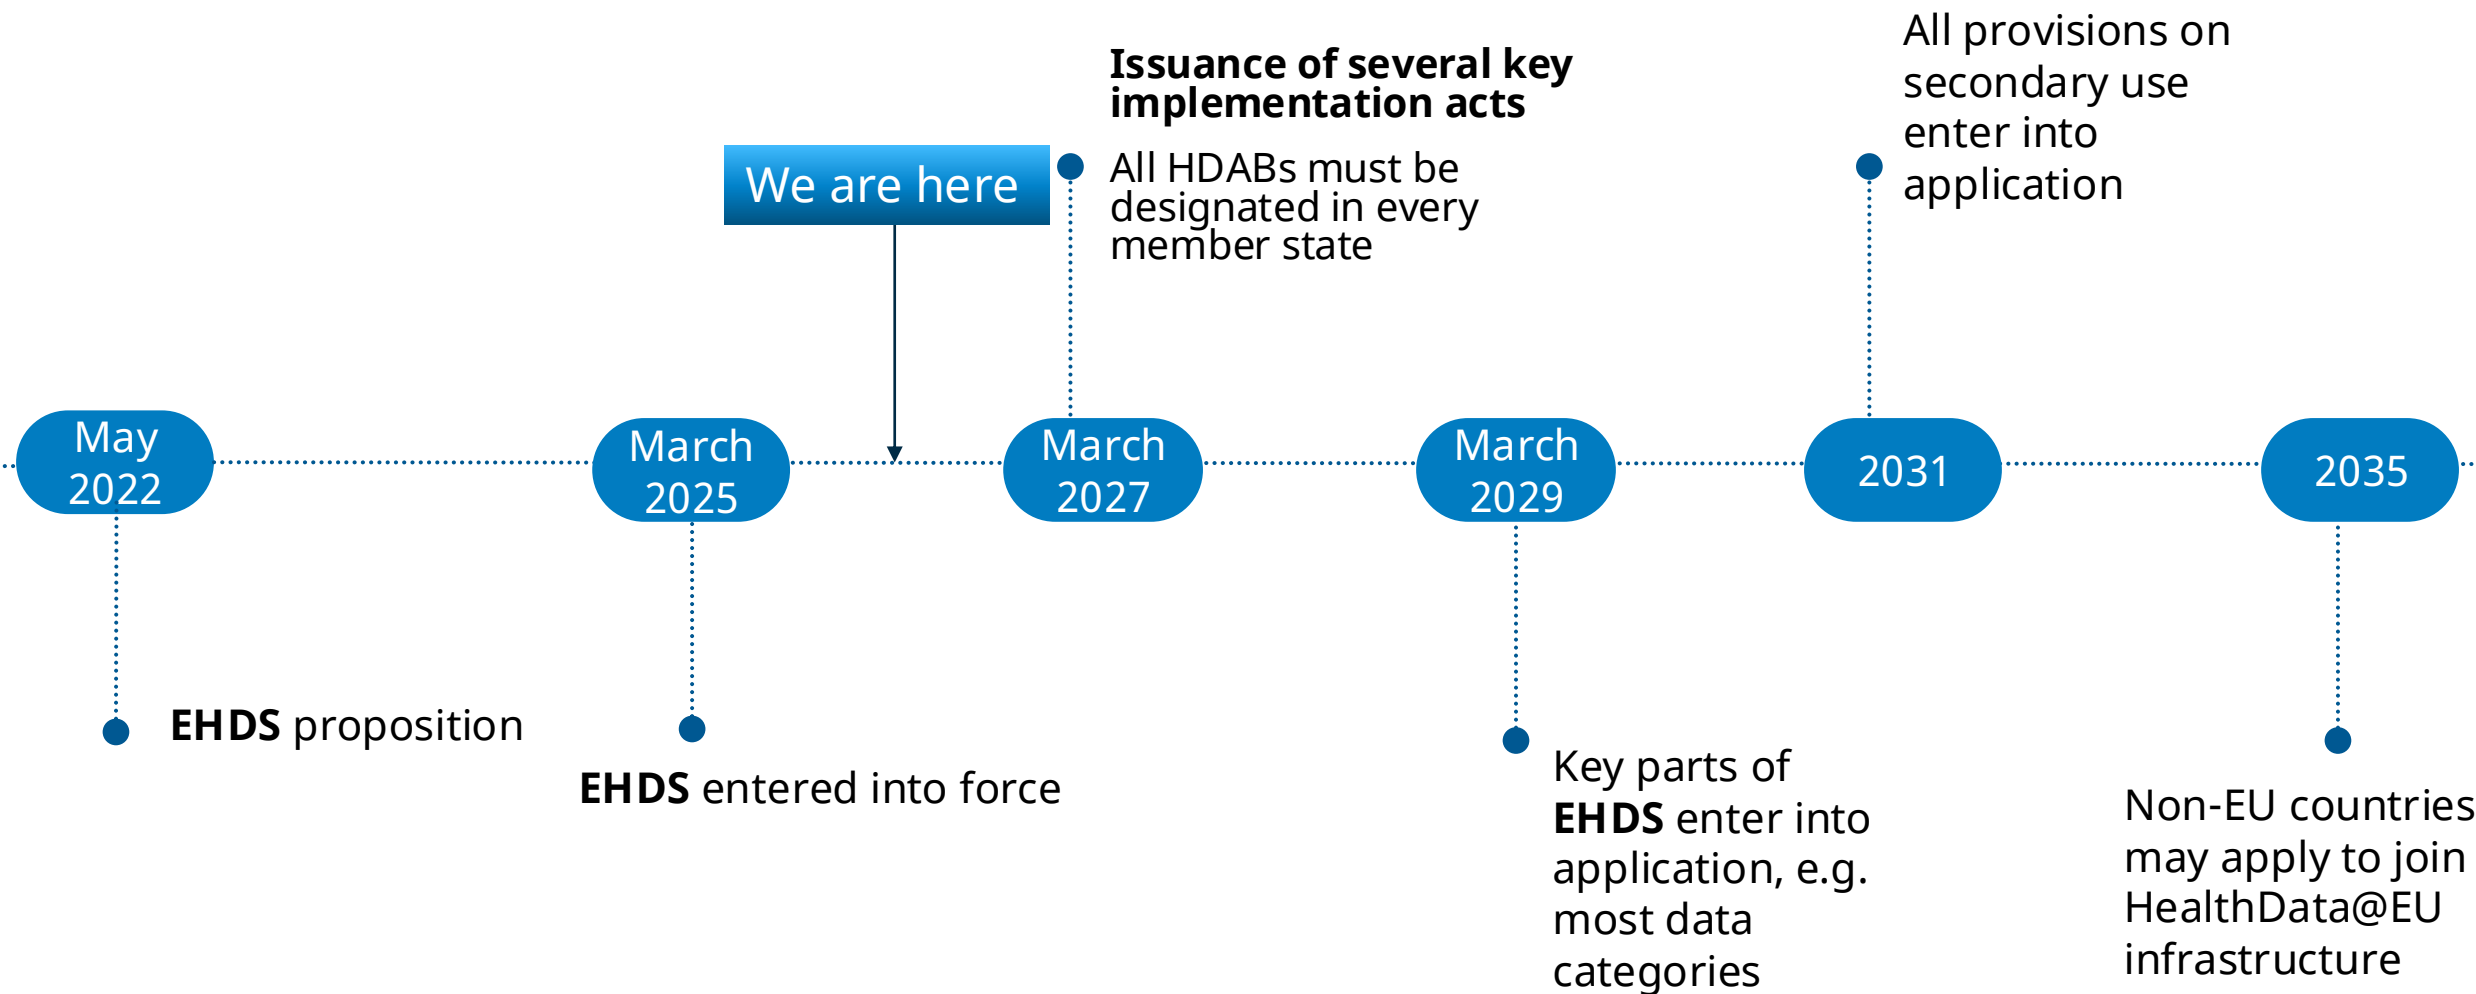 All provisions on
secondary use
enter into
application
Issuance of several key
implementation acts
We are here
All HDABs must be
designated in every
member state
May
2022
March
2025
March
2027
March
2029
2031
2035
EHDS proposition
EHDS entered into force
Key parts of
EHDS enter into
application, e.g.
most data
categories
Non-EU countries
may apply to join
HealthData@EU
infrastructure